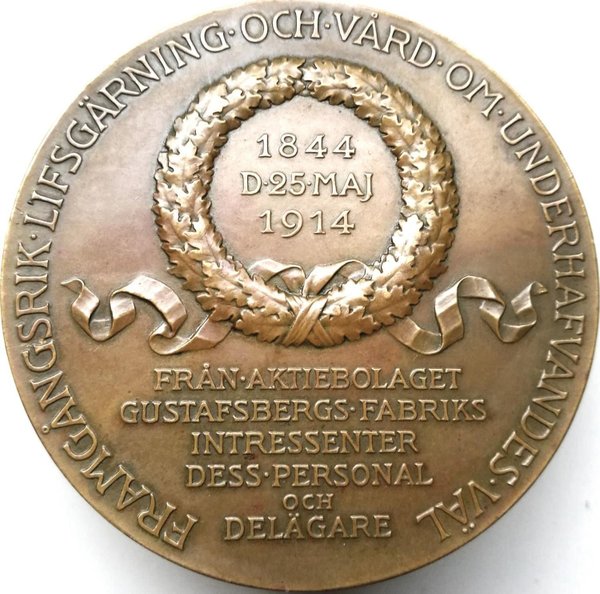 FRAMGÅNGSRIK·LIFSGÄRNING·OCH·VÅRD·OM·UNDERHAFVANDES·VÄL
1844
D·25·MAJ
1914
FRÅN·AKTIEBOLAGET
GUSTAFSBERGS·FABRIKS
INTRESSENTER
DESS·PERSONAL
OCH
DELÄGARE